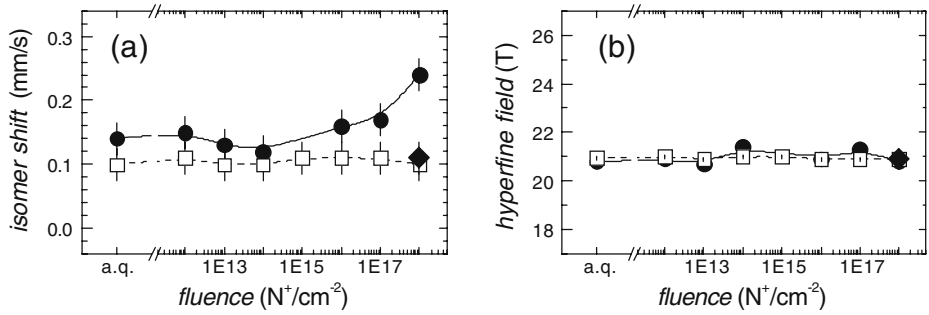 (a)
isomer shift (mm/s)
0.3
0.2
0.1
0.0
a.q.
1E13
1E15
1E17
fluence (N⁺/cm⁻²)
(b)
hyperfine field (T)
26
24
22
20
18
a.q.
1E13
1E15
1E17
fluence (N⁺/cm⁻²)